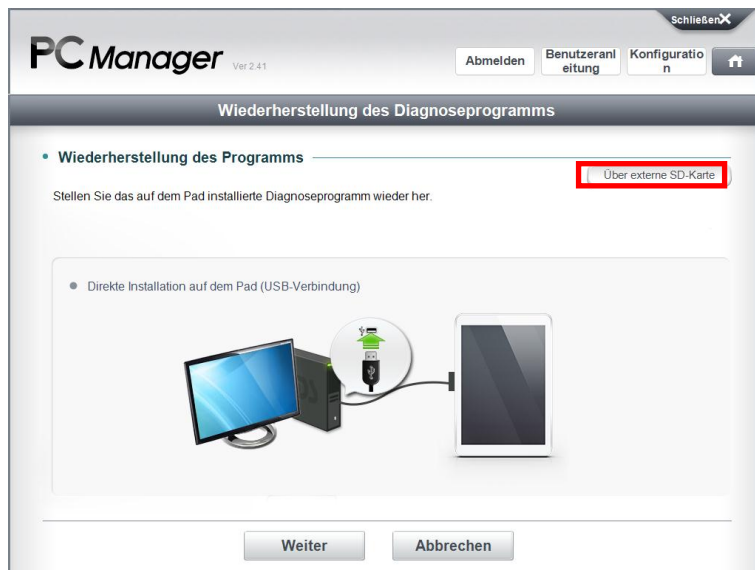 Schließen X
PC Manager Ver 2.41
Abmelden
Benutzeranl
eitung
Konfiguratio
n
Wiederherstellung des Diagnoseprogramms
• Wiederherstellung des Programms
Über externe SD-Karte
Stellen Sie das auf dem Pad installierte Diagnoseprogramm wieder her.
Direkte Installation auf dem Pad (USB-Verbindung)
Weiter
Abbrechen